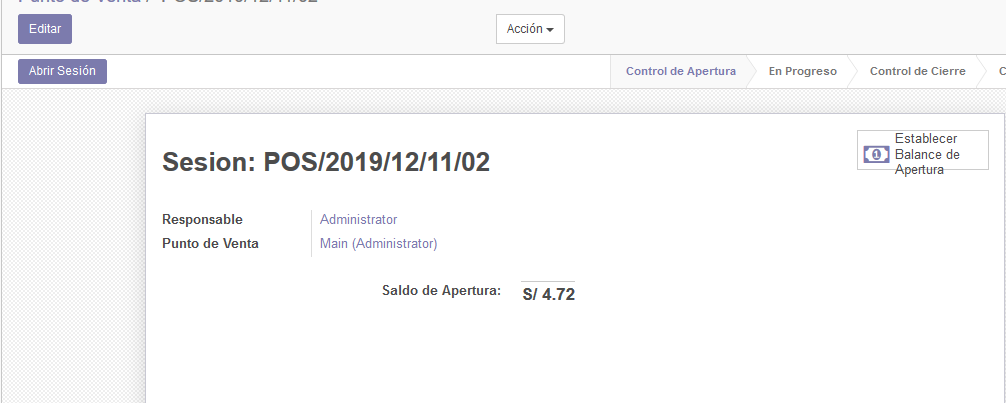 Punto de Venta / POS/2019/12/11/02
Editar
Acción
Abrir Sesión
Control de Apertura
En Progreso
Control de Cierre
C
Establecer
Balance de
Apertura
Sesion: POS/2019/12/11/02
Responsable Administrator
Punto de Venta Main (Administrator)
Saldo de Apertura: S/ 4.72